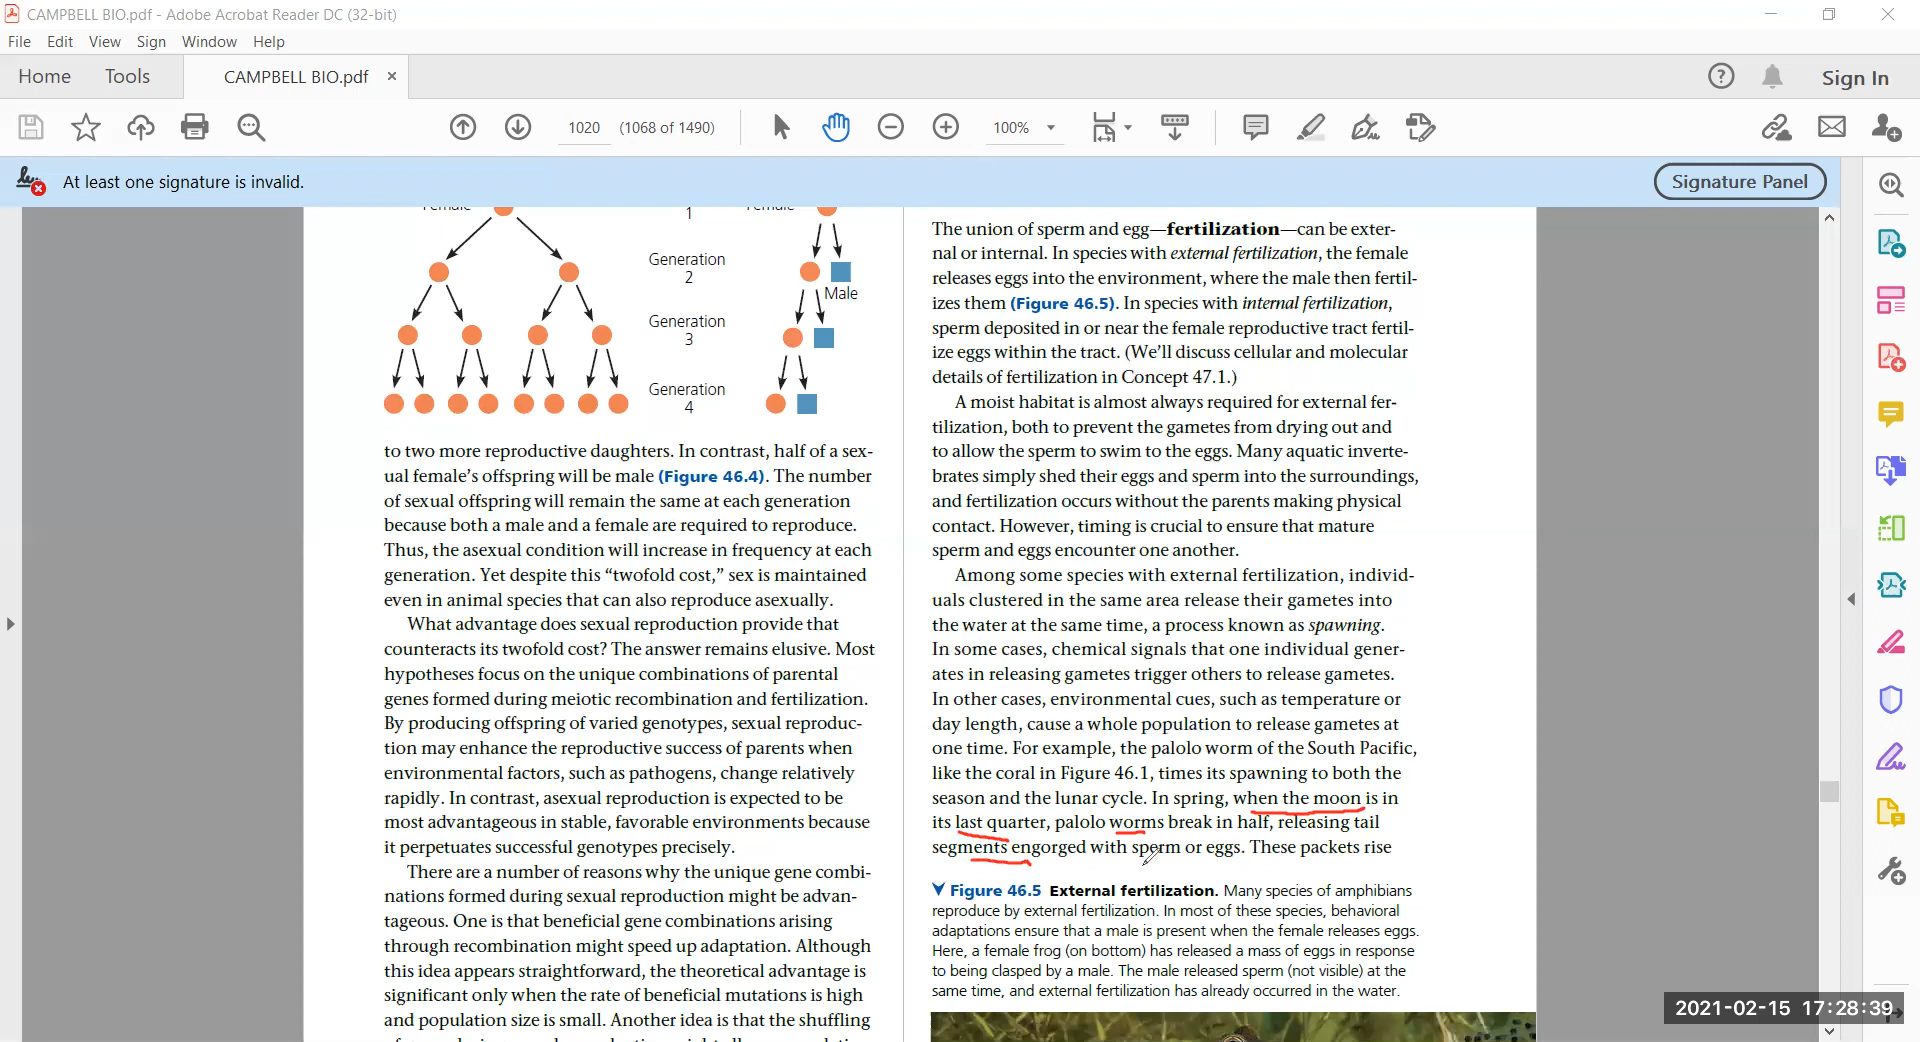 CAMPBELL BIO.pdf - Adobe Acrobat Reader DC (32-bit)
File Edit View Sign Window Help
Home Tools CAMPBELL BIO.pdf × Sign In
1020 (1068 of 1490) 100%
At least one signature is invalid. Signature Panel
Female 1 Female
Generation
2
Male
Generation
3
Generation
4
to two more reproductive daughters. In contrast, half of a sex-
ual female's offspring will be male (Figure 46.4). The number
of sexual offspring will remain the same at each generation
because both a male and a female are required to reproduce.
Thus, the asexual condition will increase in frequency at each
generation. Yet despite this “twofold cost,” sex is maintained
even in animal species that can also reproduce asexually.
What advantage does sexual reproduction provide that
counteracts its twofold cost? The answer remains elusive. Most
hypotheses focus on the unique combinations of parental
genes formed during meiotic recombination and fertilization.
By producing offspring of varied genotypes, sexual reproduc-
tion may enhance the reproductive success of parents when
environmental factors, such as pathogens, change relatively
rapidly. In contrast, asexual reproduction is expected to be
most advantageous in stable, favorable environments because
it perpetuates successful genotypes precisely.
There are a number of reasons why the unique gene combi-
nations formed during sexual reproduction might be advan-
tageous. One is that beneficial gene combinations arising
through recombination might speed up adaptation. Although
this idea appears straightforward, the theoretical advantage is
significant only when the rate of beneficial mutations is high
and population size is small. Another idea is that the shuffling
The union of sperm and egg—fertilization—can be exter-
nal or internal. In species with external fertilization, the female
releases eggs into the environment, where the male then fertil-
izes them (Figure 46.5). In species with internal fertilization,
sperm deposited in or near the female reproductive tract fertil-
ize eggs within the tract. (We'll discuss cellular and molecular
details of fertilization in Concept 47.1.)
A moist habitat is almost always required for external fer-
tilization, both to prevent the gametes from drying out and
to allow the sperm to swim to the eggs. Many aquatic inverte-
brates simply shed their eggs and sperm into the surroundings,
and fertilization occurs without the parents making physical
contact. However, timing is crucial to ensure that mature
sperm and eggs encounter one another.
Among some species with external fertilization, individ-
uals clustered in the same area release their gametes into
the water at the same time, a process known as spawning.
In some cases, chemical signals that one individual gener-
ates in releasing gametes trigger others to release gametes.
In other cases, environmental cues, such as temperature or
day length, cause a whole population to release gametes at
one time. For example, the palolo worm of the South Pacific,
like the coral in Figure 46.1, times its spawning to both the
season and the lunar cycle. In spring, when the moon is in
its last quarter, palolo worms break in half, releasing tail
segments engorged with sperm or eggs. These packets rise
Figure 46.5 External fertilization. Many species of amphibians
reproduce by external fertilization. In most of these species, behavioral
adaptations ensure that a male is present when the female releases eggs.
Here, a female frog (on bottom) has released a mass of eggs in response
to being clasped by a male. The male released sperm (not visible) at the
same time, and external fertilization has already occurred in the water.
2021-02-15 17:28:39